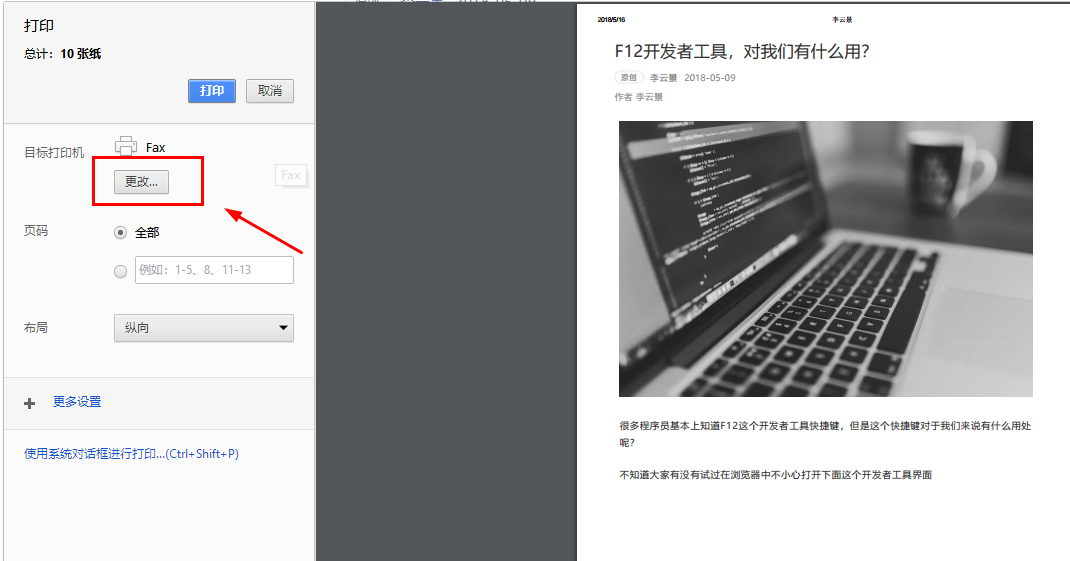 打印
总计：10 张纸
打印
取消
目标打印机
Fax
更改...
Fax
页码
全部
例如：1-5、8、11-13
布局
纵向
更多设置
使用系统对话框进行打印...(Ctrl+Shift+P)
2018/5/16
李云景
F12开发者工具，对我们有什么用？
原创 李云景 2018-05-09
作者 李云景
很多程序员基本上知道F12这个开发者工具快捷键，但是这个快捷键对于我们来说有什么用处
呢？
不知道大家有没有试过在浏览器中不小心打开下面这个开发者工具界面